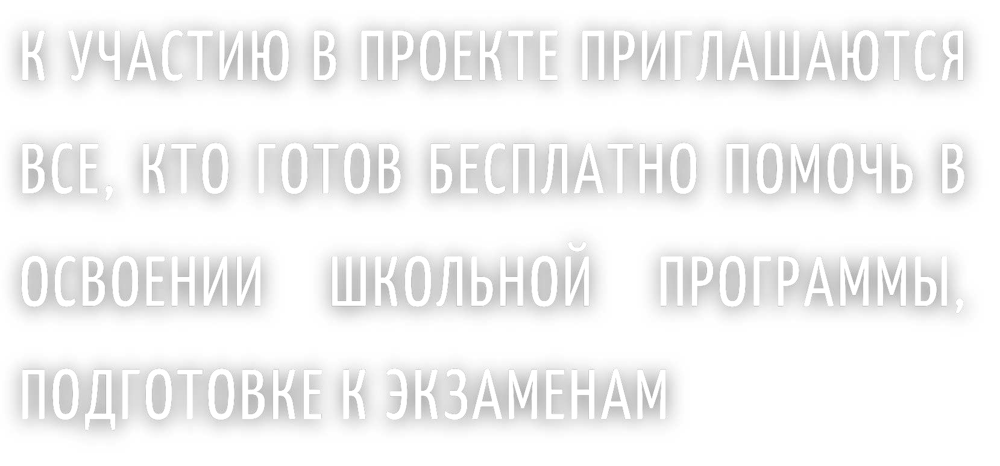 К УЧАСТИЮ В ПРОЕКТЕ ПРИГЛАШАЮТСЯ
ВСЕ, КТО ГОТОВ БЕСПЛАТНО ПОМОЧЬ В
ОСВОЕНИИ ШКОЛЬНОЙ ПРОГРАММЫ,
ПОДГОТОВКЕ К ЭКЗАМЕНАМ